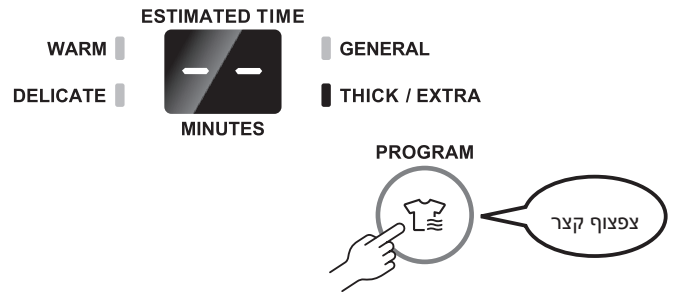 ESTIMATED TIME
WARM
GENERAL
DELICATE
THICK / EXTRA
MINUTES
PROGRAM
צפצוף קצר